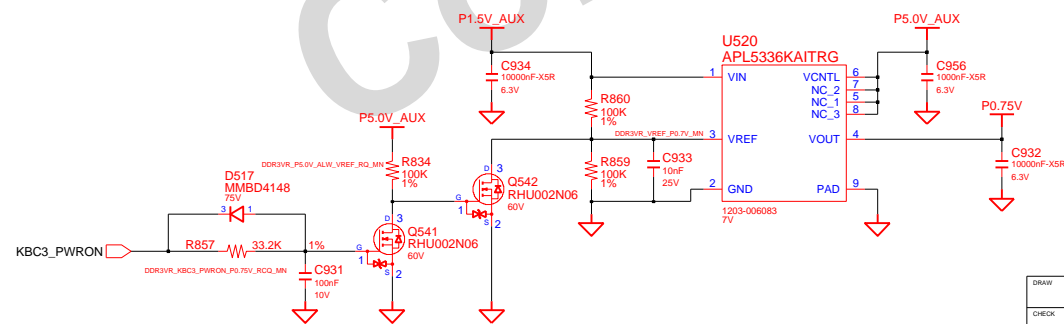 P1.5V_AUX
P5.0V_AUX
U520
APL5336KAITRG
C934
10000nF-X5R
6.3V
1 VIN
VCNTL 6
NC_2 7
NC_1 5
NC_3 8
C956
10000nF-X5R
6.3V
R860
100K
1%
P0.75V
P5.0V_AUX
DDR3VR_VREF_P0.7V_MN
3 VREF
VOUT 4
DDR3VR_P5.0V_ALW_VREF_RQ_MN
R834
100K
1%
D 3
Q542
RHU002N06
60V
G 1
S 2
R859
100K
1%
C933
10nF
25V
2 GND
PAD 9
C932
10000nF-X5R
6.3V
1203-006083
7V
D517
MMBD4148
75V
3 1
KBC3_PWRON
R857 33.2K 1%
DDR3VR_KBC3_PWRON_P0.75V_RCQ_MN
C931
100nF
10V
D 3
Q541
RHU002N06
60V
G 1
S 2
DRAW
CHECK